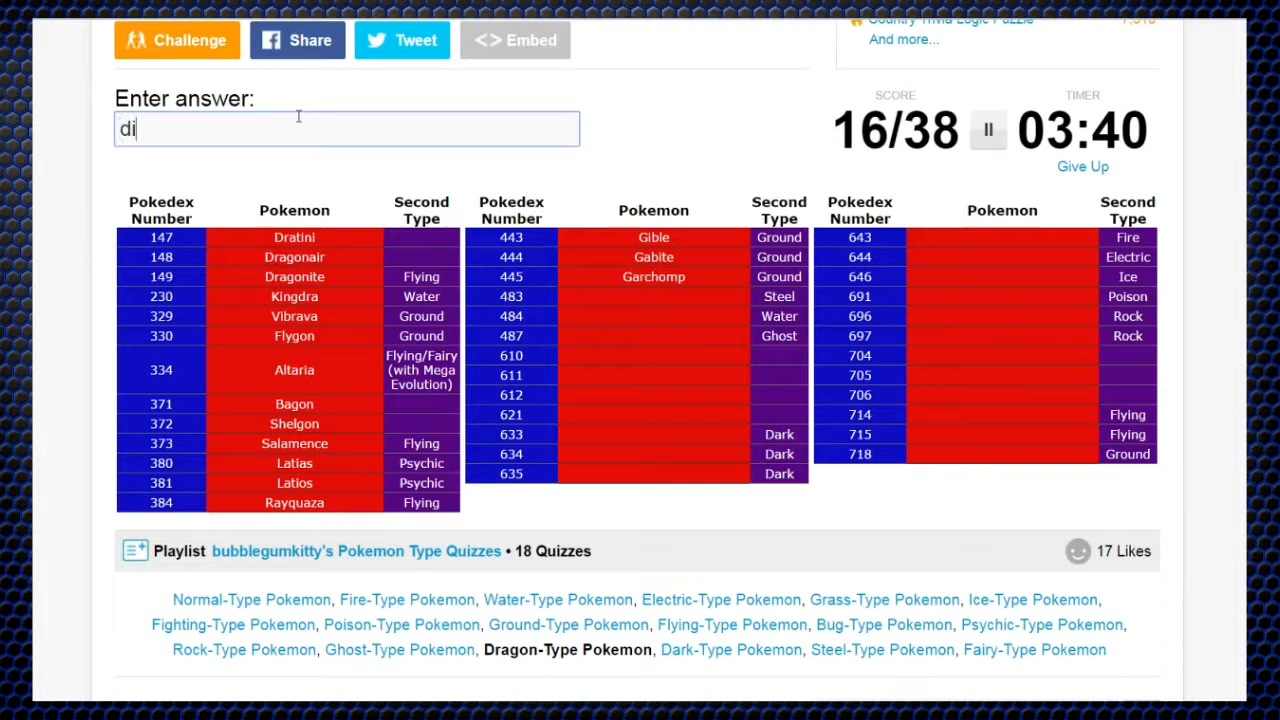 Challenge Share Tweet <> Embed
Country Trivia Logic Puzzle
And more...
Enter answer:
di
SCORE TIMER
16/38 03:40
Give Up
Pokedex Number Pokemon Second Type Pokedex Number Pokemon Second Type Pokedex Number Pokemon Second Type
147 Dratini 443 Gible Ground 643 Fire
148 Dragonair 444 Gabite Ground 644 Electric
149 Dragonite Flying 445 Garchomp Ground 646 Ice
230 Kingdra Water 483 Steel 691 Poison
329 Vibrava Ground 484 Water 696 Rock
330 Flygon Ground 487 Ghost 697 Rock
334 Altaria Flying/Fairy (with Mega Evolution) 610 704
611 705
612 706
371 Bagon 621 714 Flying
372 Shelgon 633 Dark 715 Flying
373 Salamence Flying 634 Dark 718 Ground
380 Latias Psychic 635 Dark
381 Latios Psychic
384 Rayquaza Flying
Playlist bubblegumkitty's Pokemon Type Quizzes • 18 Quizzes 17 Likes
Normal-Type Pokemon, Fire-Type Pokemon, Water-Type Pokemon, Electric-Type Pokemon, Grass-Type Pokemon, Ice-Type Pokemon,
Fighting-Type Pokemon, Poison-Type Pokemon, Ground-Type Pokemon, Flying-Type Pokemon, Bug-Type Pokemon, Psychic-Type Pokemon,
Rock-Type Pokemon, Ghost-Type Pokemon, Dragon-Type Pokemon, Dark-Type Pokemon, Steel-Type Pokemon, Fairy-Type Pokemon